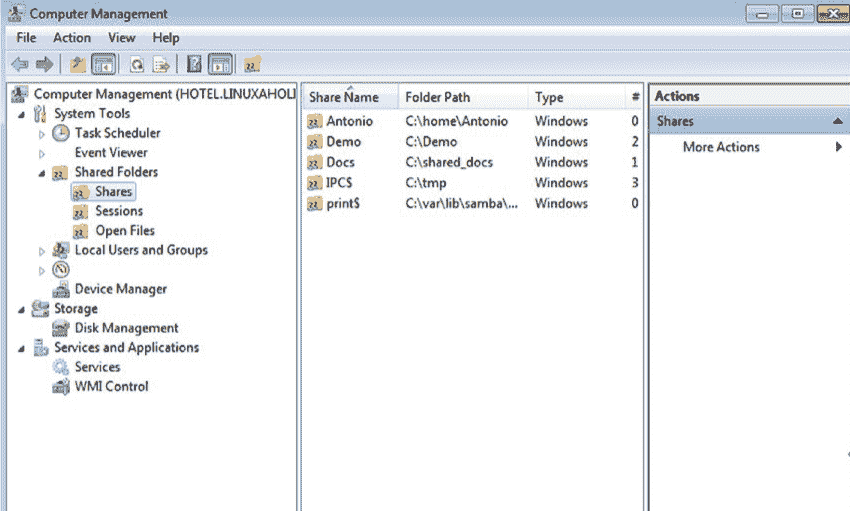 Computer Management
File Action View Help
Computer Management (HOTEL.LINUXAHOLI
System Tools
Task Scheduler
Event Viewer
Shared Folders
Shares
Sessions
Open Files
Local Users and Groups
Device Manager
Storage
Disk Management
Services and Applications
Services
WMI Control
Share Name Folder Path Type #
Antonio C:\home\Antonio Windows 0
Demo C:\Demo Windows 2
Docs C:\shared_docs Windows 1
IPC$ C:\tmp Windows 3
print$ C:\var\lib\samba\... Windows 0
Actions
Shares
More Actions